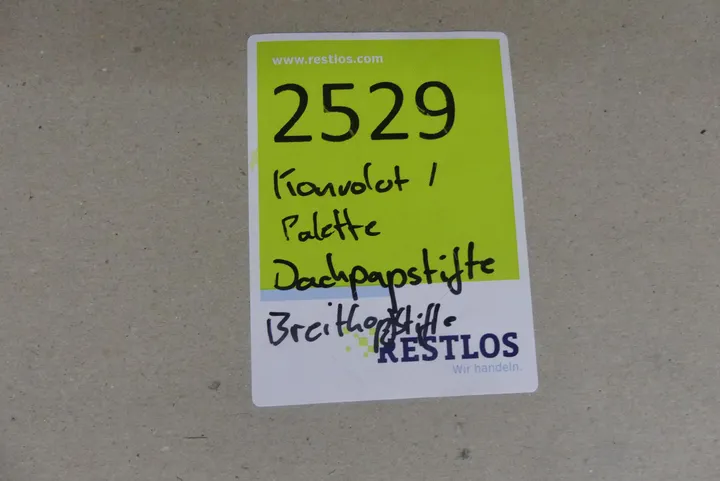 www.restlos.com
2529
Konvolut /
Palette
Dachpapstifte
Breitkopfstifte
RESTLOS
Wir handeln.